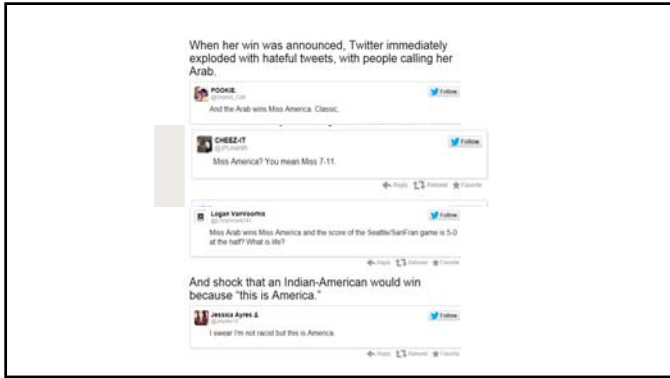 When her win was announced, Twitter immediately
exploded with hateful tweets, with people calling her
Arab.
POOKIE.
Follow
And the Arab wins Miss America. Classic.
CHEEZ-IT
Follow
Miss America? You mean Miss 7-11.
Reply Retweet Favorite
Logan VanVoorhis
Follow
Miss Arab wins Miss America and the score of the Seattle/SanFran game is 5-0
at the half? What is life?
Reply Retweet Favorite
And shock that an Indian-American would win
because "this is America."
Jessica Ayres
Follow
I swear I'm not racist but this is America.
Reply Retweet Favorite